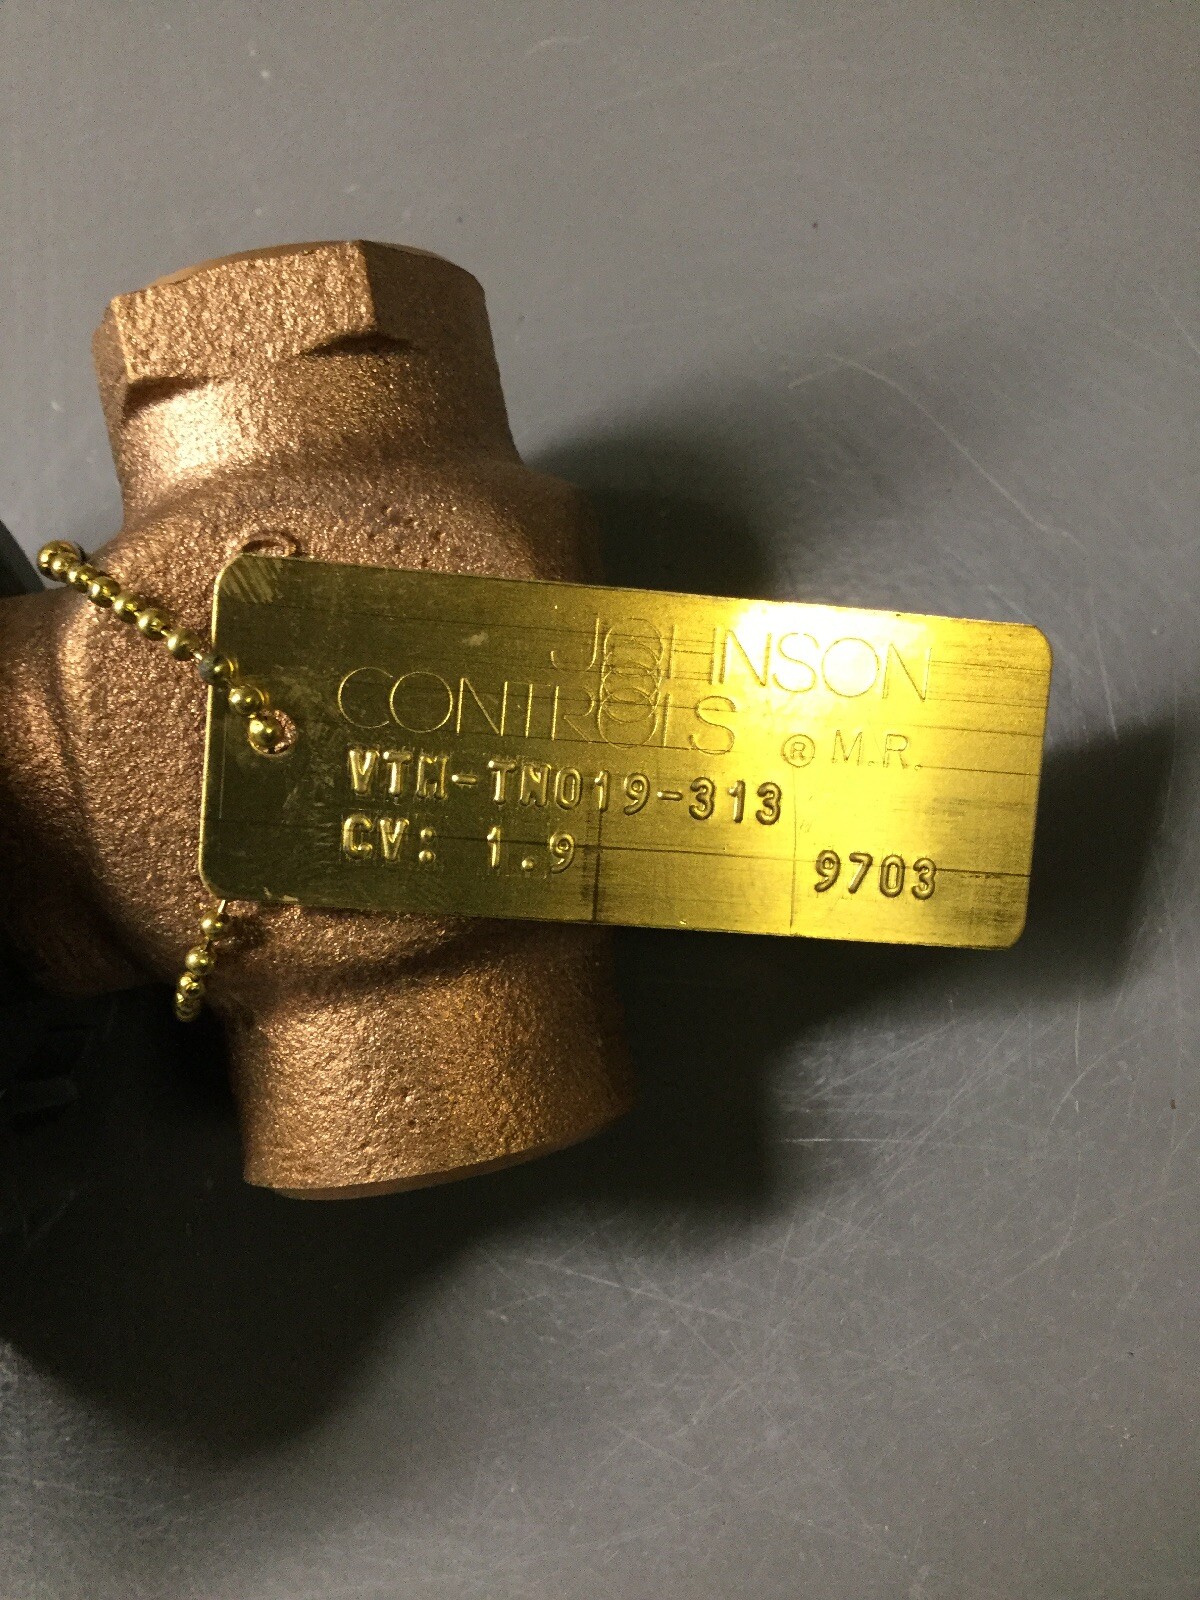 JOHNSON
CONTROLS ® M.R.
VTM-TN019-313
CV: 1.9 9703